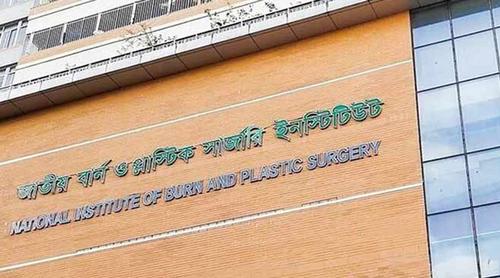 জাতীয় বার্ন ও প্লাস্টিক সার্জারি ইনস্টিটিউট
NATIONAL INSTITUTE OF BURN AND PLASTIC SURGERY